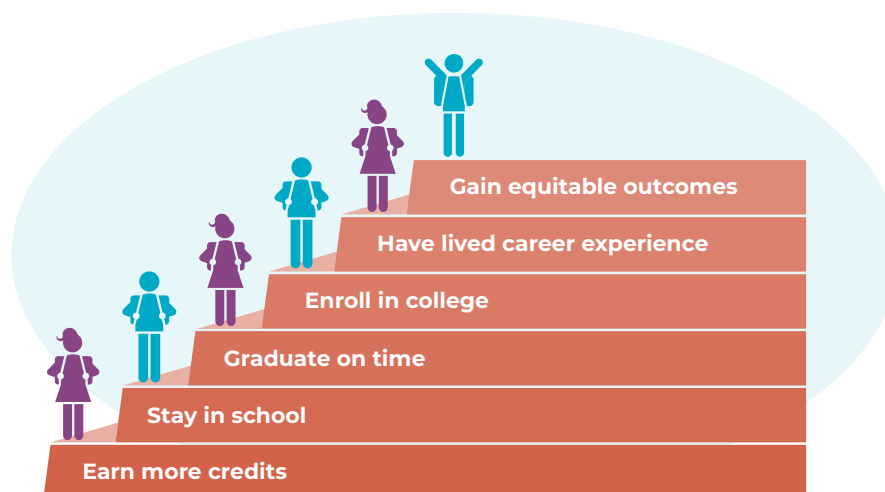 Gain equitable outcomes
Have lived career experience
Enroll in college
Graduate on time
Stay in school
Earn more credits